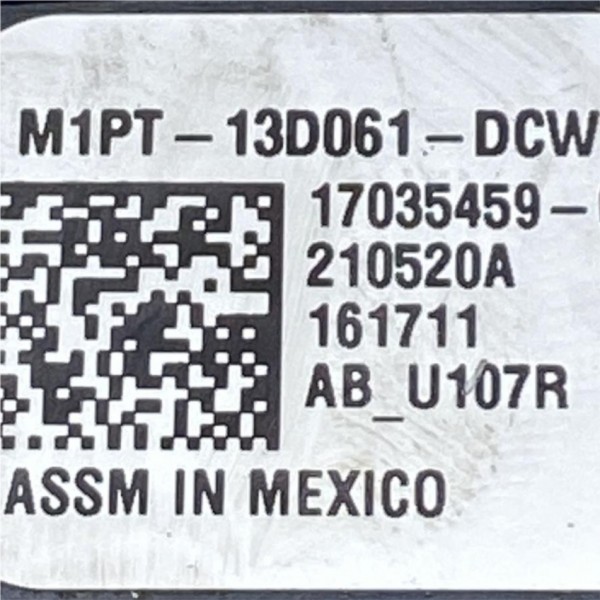 M1PT-13D061-DCW
17035459-
210520A
161711
AB_U107R
ASSM IN MEXICO